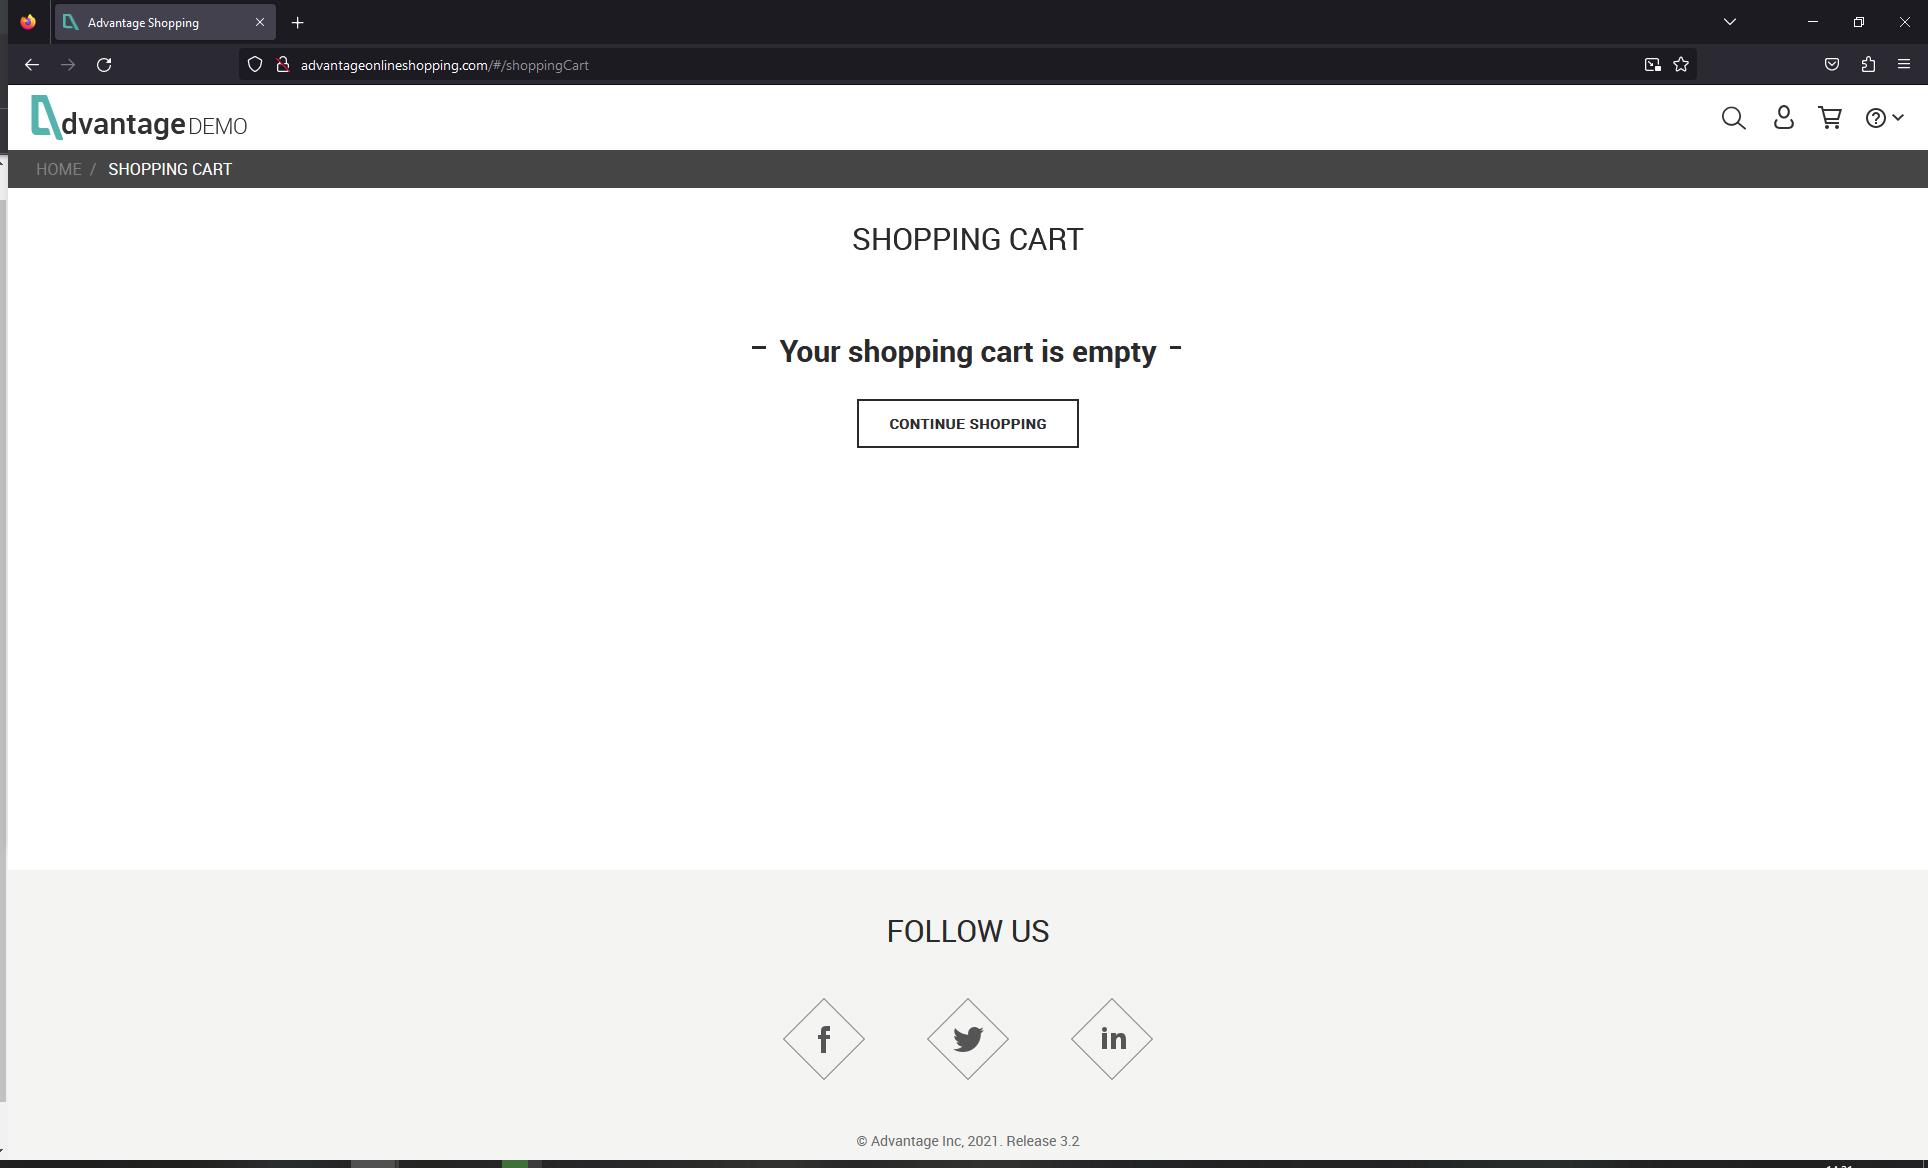 Advantage Shopping
advantageonlineshopping.com/#/shoppingCart
dvantage DEMO
HOME / SHOPPING CART
SHOPPING CART
- Your shopping cart is empty -
CONTINUE SHOPPING
FOLLOW US
f
in
© Advantage Inc, 2021. Release 3.2